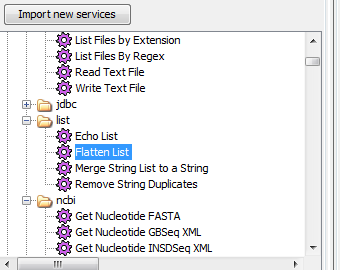 Import new services
List Files by Extension
List Files By Regex
Read Text File
Write Text File
jdbc
list
Echo List
Flatten List
Merge String List to a String
Remove String Duplicates
ncbi
Get Nucleotide FASTA
Get Nucleotide GBSeq XML
Get Nucleotide INSDSeq XML